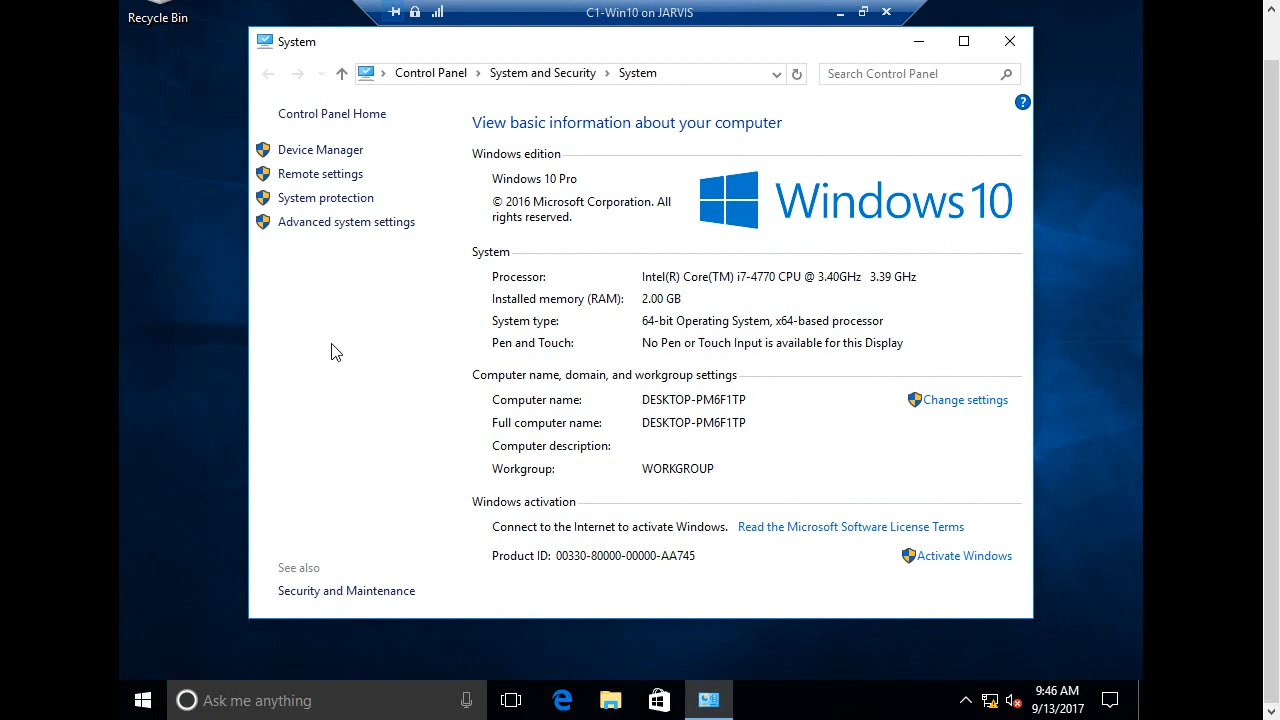 Recycle Bin
C1-Win10 on JARVIS
System
Control Panel > System and Security > System
Search Control Panel
Control Panel Home
Device Manager
Remote settings
System protection
Advanced system settings
See also
Security and Maintenance
View basic information about your computer
Windows edition
Windows 10 Pro
© 2016 Microsoft Corporation. All
rights reserved.
Windows 10
System
Processor: Intel(R) Core(TM) i7-4770 CPU @ 3.40GHz 3.39 GHz
Installed memory (RAM): 2.00 GB
System type: 64-bit Operating System, x64-based processor
Pen and Touch: No Pen or Touch Input is available for this Display
Computer name, domain, and workgroup settings
Computer name: DESKTOP-PM6F1TP
Change settings
Full computer name: DESKTOP-PM6F1TP
Computer description:
Workgroup: WORKGROUP
Windows activation
Connect to the Internet to activate Windows. Read the Microsoft Software License Terms
Product ID: 00330-80000-00000-AA745
Activate Windows
Ask me anything
9:46 AM
9/13/2017